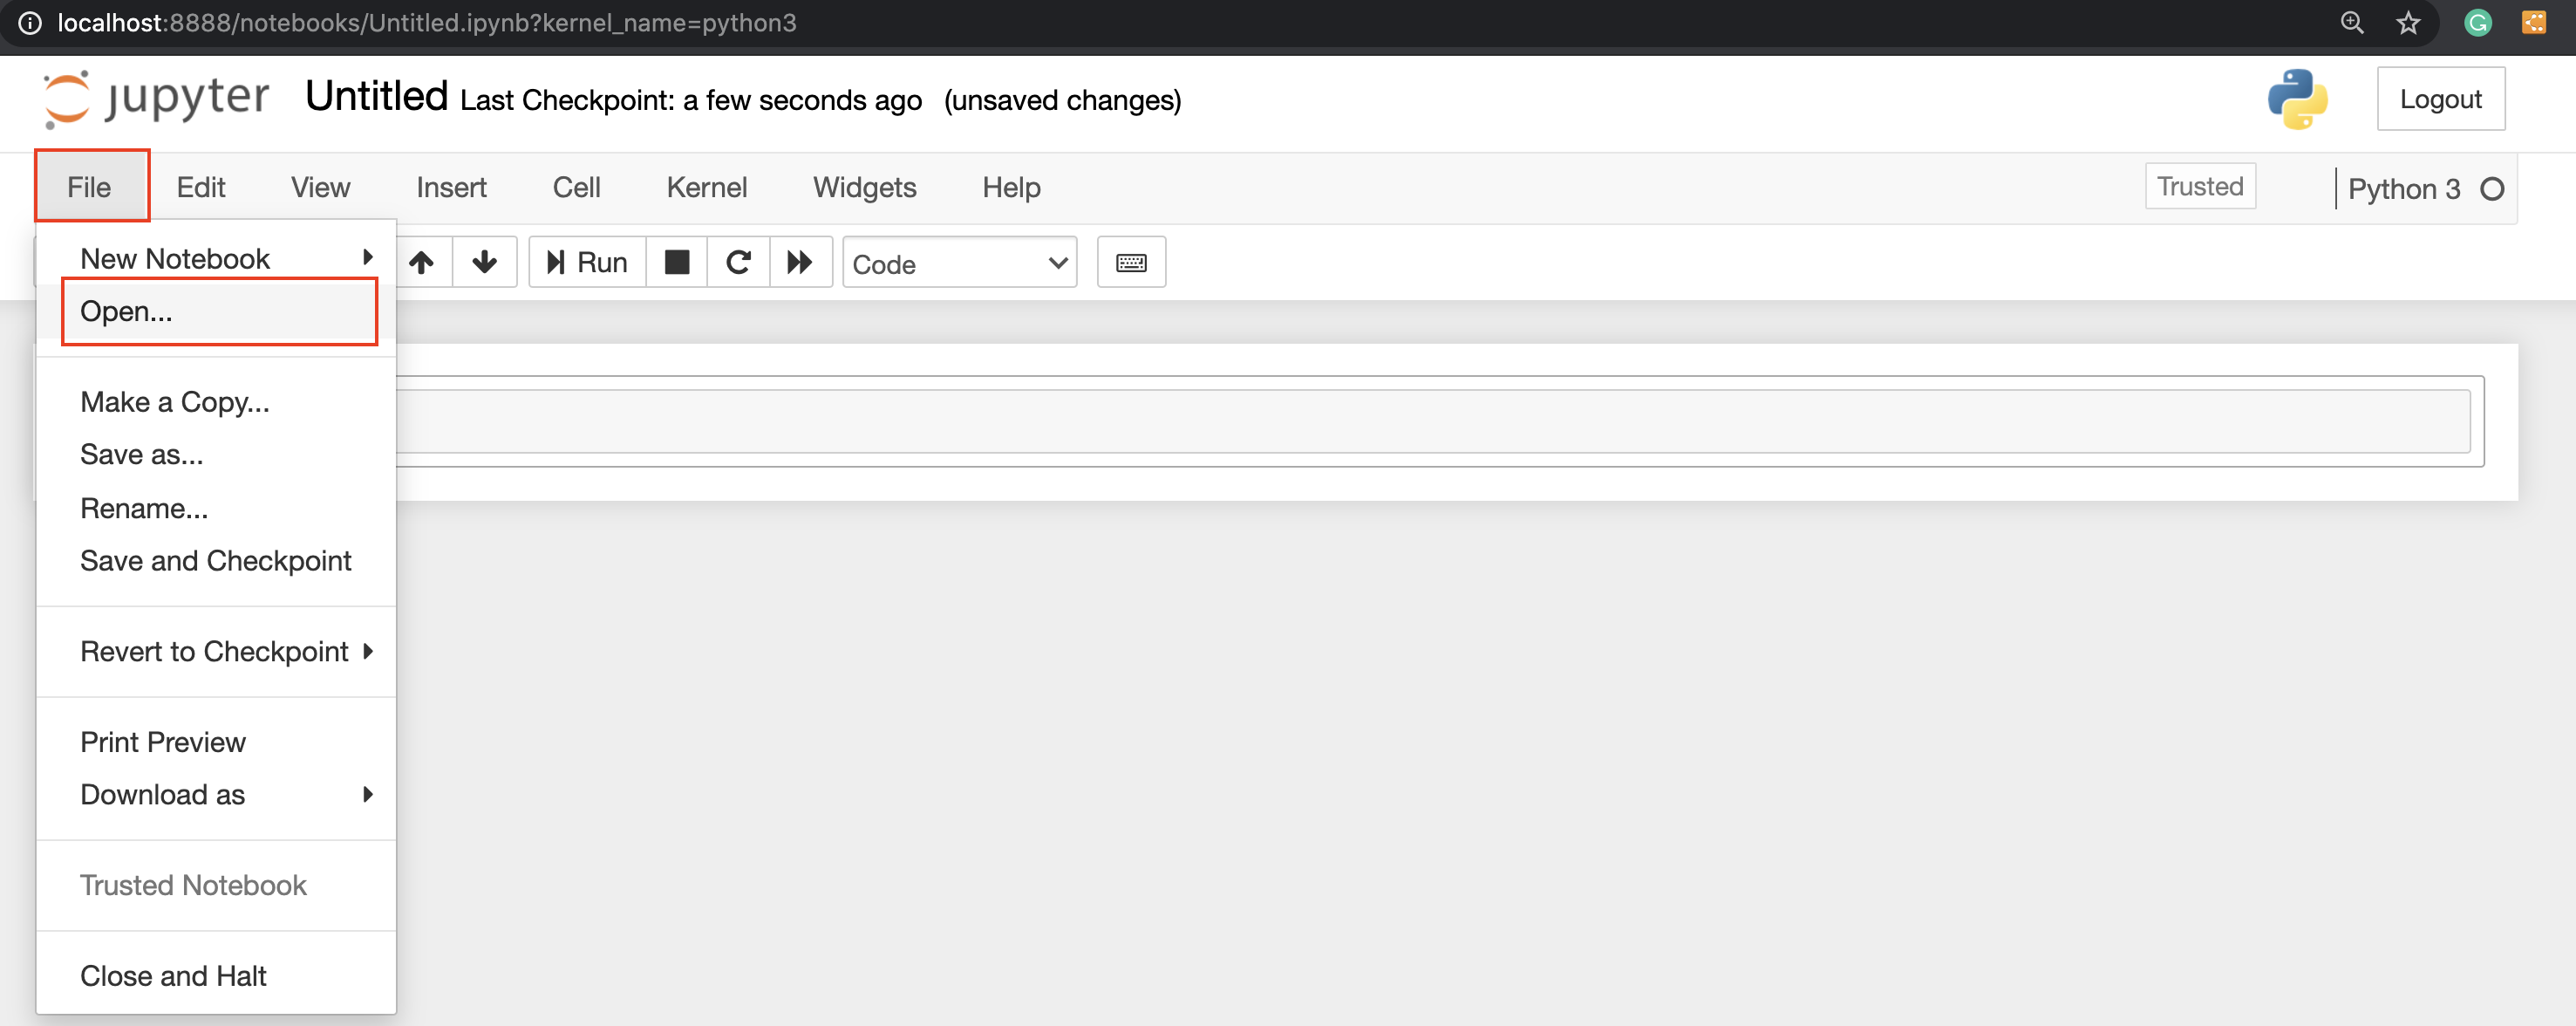 localhost:8888/notebooks/Untitled.ipynb?kernel_name=python3
jupyter Untitled Last Checkpoint: a few seconds ago (unsaved changes)
Logout
File Edit View Insert Cell Kernel Widgets Help
Trusted
Python 3
Run
Code
New Notebook
Open...
Make a Copy...
Save as...
Rename...
Save and Checkpoint
Revert to Checkpoint
Print Preview
Download as
Trusted Notebook
Close and Halt